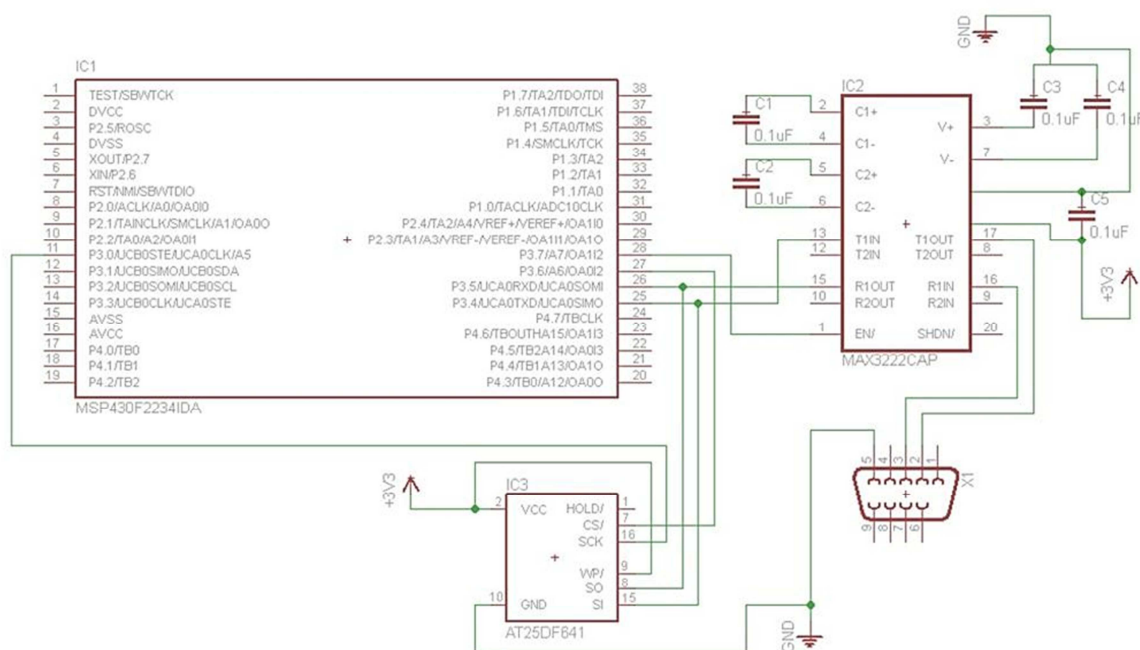 IC1
1 TEST/SBWTCK
2 DVCC
3 P2.5/ROSC
4 DVSS
5 XOUT/P2.7
6 XIN/P2.6
7 RST/NMI/SBWTDIO
8 P2.0/ACLK/A0/OA0I0
9 P2.1/TAINCLK/SMCLK/A1/OA0O
10 P2.2/TA0/A2/OA0I1
11 P3.0/UCB0STE/UCA0CLK/A5
12 P3.1/UCB0SIMO/UCB0SDA
13 P3.2/UCB0SOMI/UCB0SCL
14 P3.3/UCB0CLK/UCA0STE
15 AVSS
16 AVCC
17 P4.0/TB0
18 P4.1/TB1
19 P4.2/TB2
P1.7/TA2/TDO/TDI 38
P1.6/TA1/TDI/TCLK 37
P1.5/TA0/TMS 36
P1.4/SMCLK/TCK 35
P1.3/TA2 34
P1.2/TA1 33
P1.1/TA0 32
P1.0/TACLK/ADC10CLK 31
P2.4/TA2/A4/VREF+/VEREF+/OA1I0 30
P2.3/TA1/A3/VREF-/VEREF-/OA1I1/OA1O 29
P3.7/A7/OA1I2 28
P3.6/A6/OA0I2 27
P3.5/UCA0RXD/UCA0SOMI 26
P3.4/UCA0TXD/UCA0SIMO 25
P4.7/TBCLK 24
P4.6/TBOUTHA15/OA1I3 23
P4.5/TB2A14/OA0I3 22
P4.4/TB1A13/OA1O 21
P4.3/TB0/A12/OA0O 20
MSP430F2234IDA
C1
0.1uF
C2
0.1uF
IC2
2 C1+
4 C1-
5 C2+
6 C2-
13 T1IN
12 T2IN
15 R1OUT
10 R2OUT
1 EN/
V+ 3
V- 7
T1OUT 17
T2OUT 8
R1IN 16
R2IN 9
SHDN/ 20
MAX3222CAP
GND
C3
0.1uF
C4
0.1uF
C5
0.1uF
+3V3
+3V3
IC3
2 VCC
10 GND
HOLD/ 1
CS/ 7
SCK 16
WP/ 9
SO 8
SI 15
AT25DF641
5 4 3 2 1
X1
9 8 7 6
GND